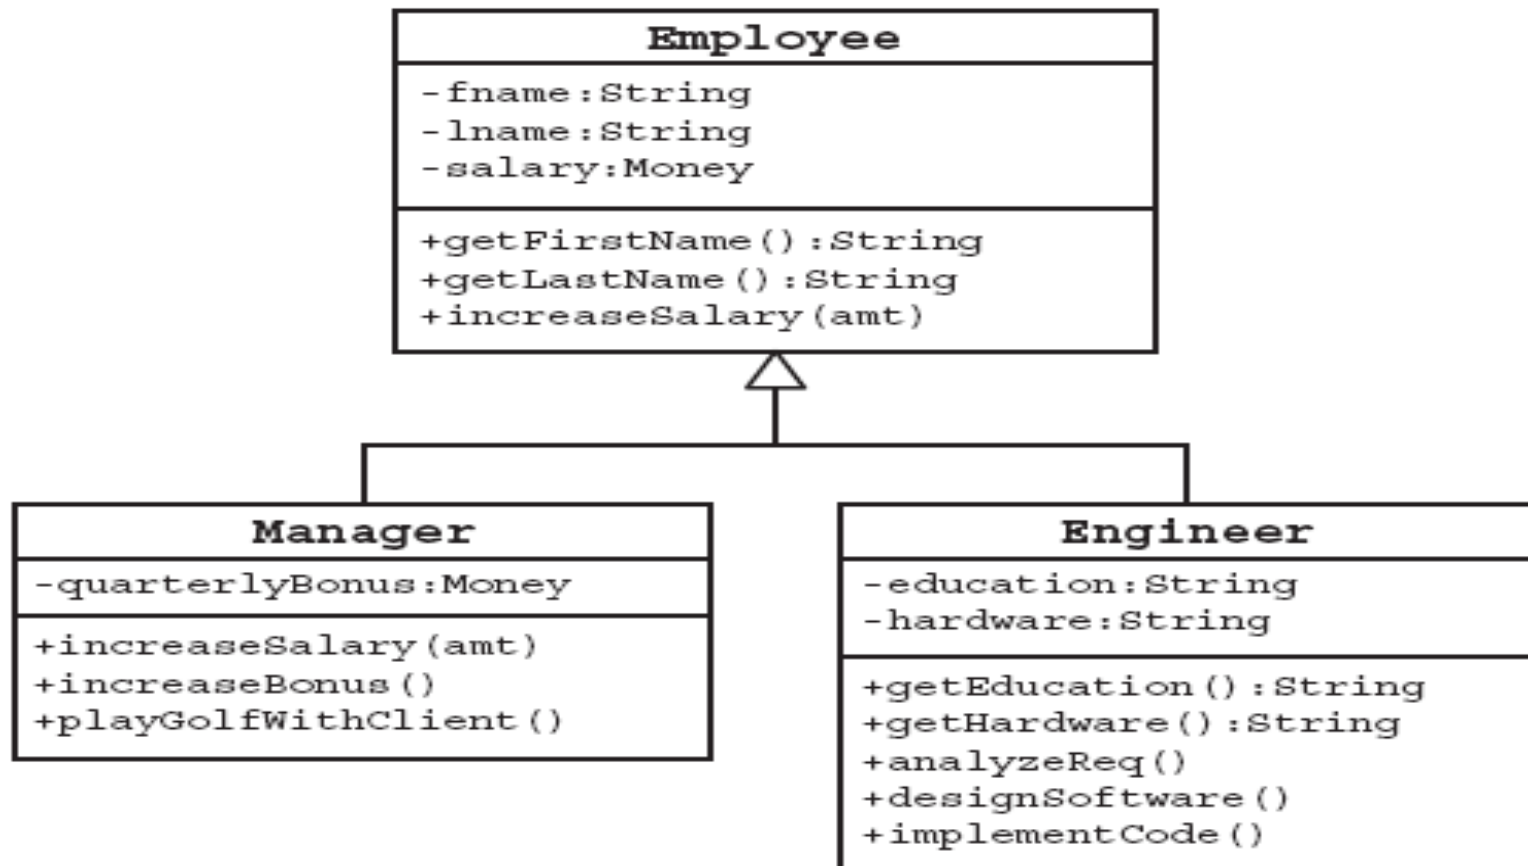 Employee
-fname:String
-lname:String
-salary:Money
+getFirstName():String
+getLastName():String
+increaseSalary(amt)
Manager
-quarterlyBonus:Money
+increaseSalary(amt)
+increaseBonus()
+playGolfWithClient()
Engineer
-education:String
-hardware:String
+getEducation():String
+getHardware():String
+analyzeReq()
+designSoftware()
+implementCode()